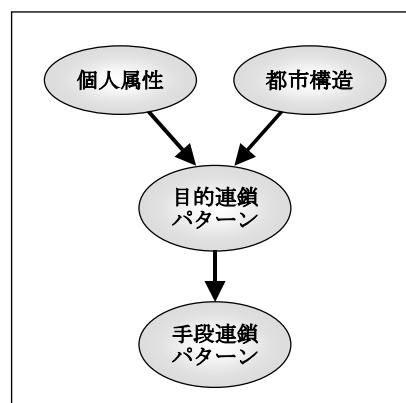 個人属性
都市構造
目的連鎖
パターン
手段連鎖
パターン